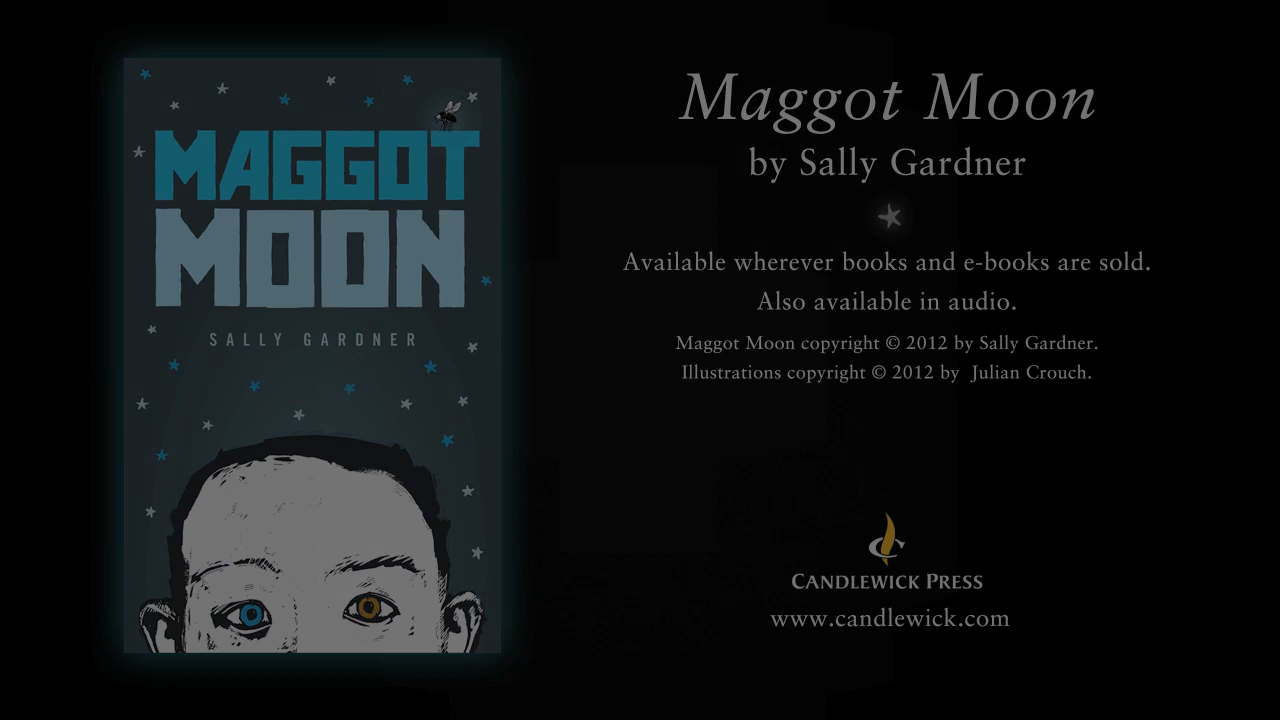 MAGGOT
MOON
SALLY GARDNER
Maggot Moon
by Sally Gardner
Available wherever books and e-books are sold.
Also available in audio.
Maggot Moon copyright © 2012 by Sally Gardner.
Illustrations copyright © 2012 by Julian Crouch.
CANDLEWICK PRESS
www.candlewick.com